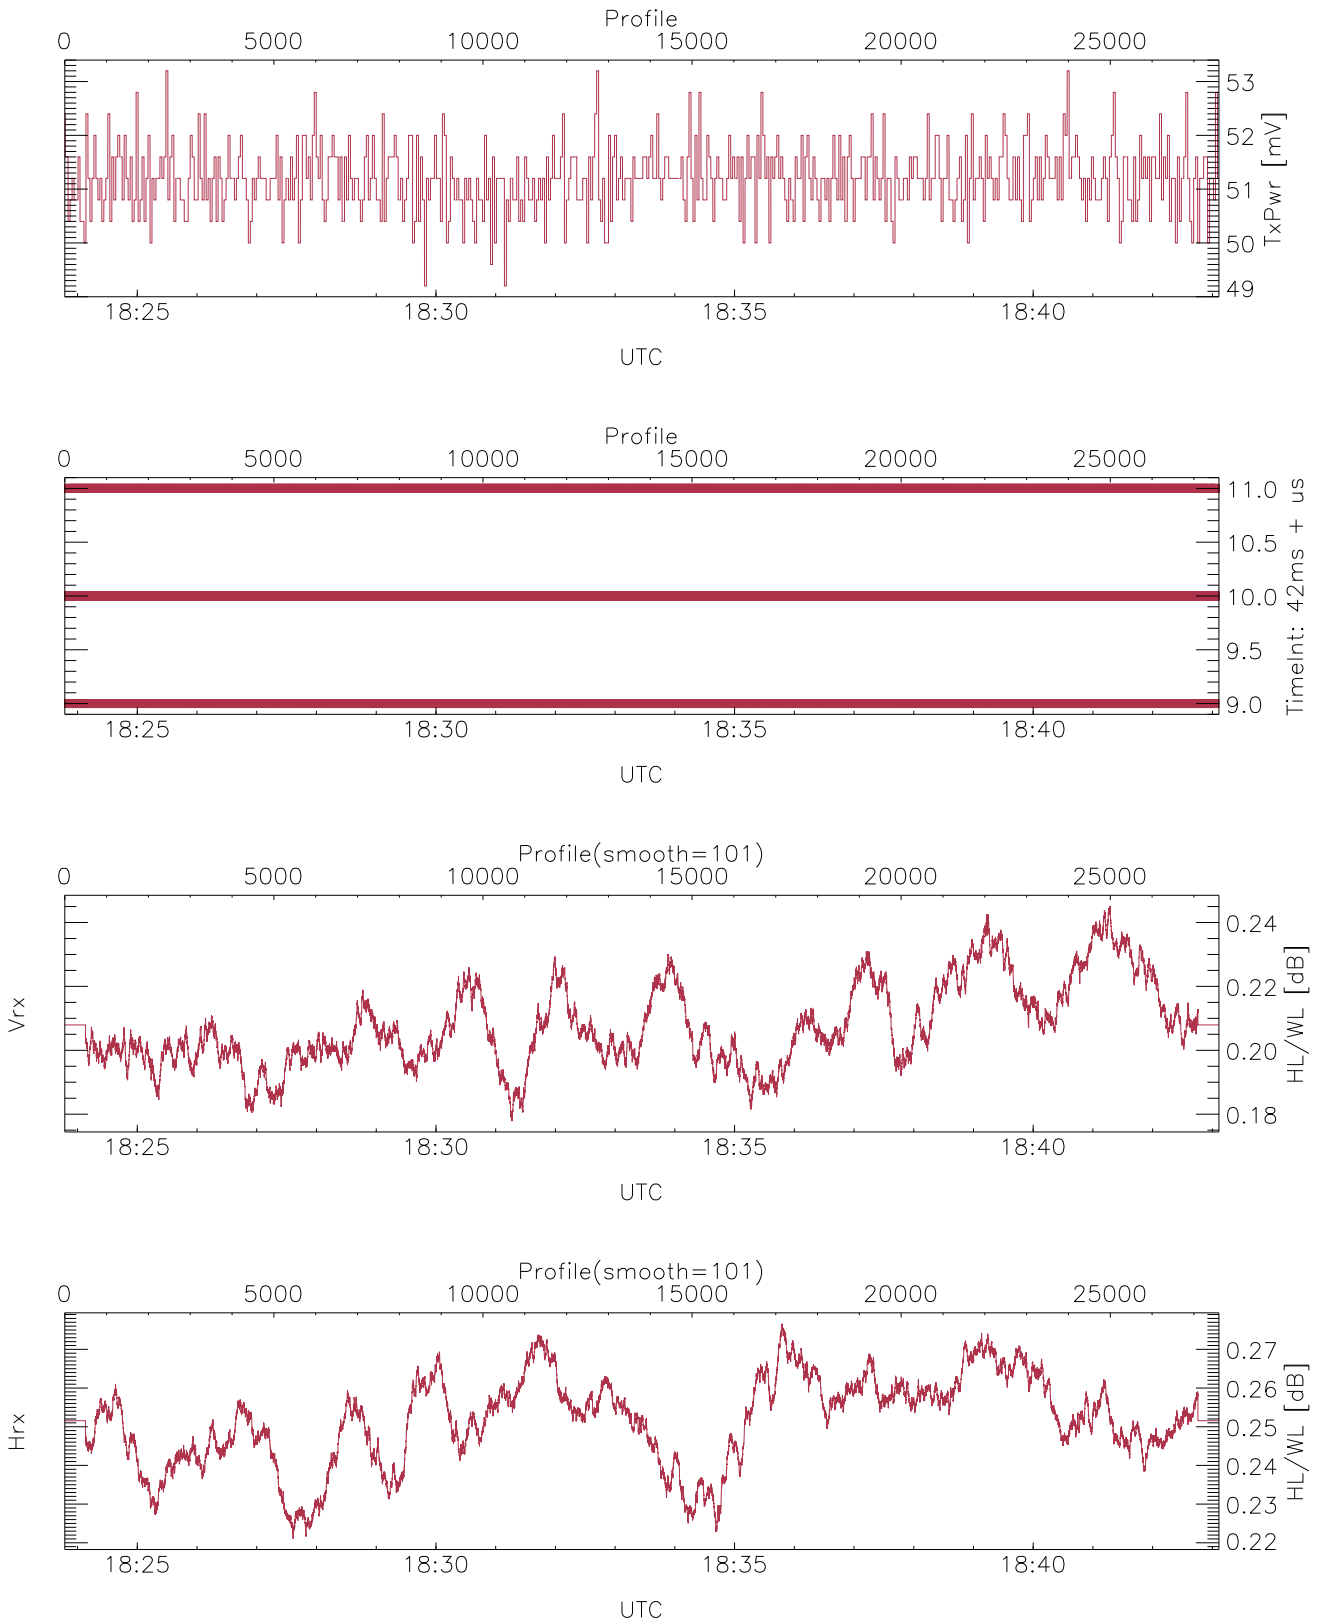 Profile
0 5000 10000 15000 20000 25000
53
52
51
50
49
TxPwr [mV]
18:25 18:30 18:35 18:40
UTC
Profile
0 5000 10000 15000 20000 25000
11.0
10.5
10.0
9.5
9.0
TimeInt: 42ms + us
18:25 18:30 18:35 18:40
UTC
Profile(smooth=101)
0 5000 10000 15000 20000 25000
Vrx
0.24
0.22
0.20
0.18
HL/WL [dB]
18:25 18:30 18:35 18:40
UTC
Profile(smooth=101)
0 5000 10000 15000 20000 25000
Hrx
0.27
0.26
0.25
0.24
0.23
0.22
HL/WL [dB]
18:25 18:30 18:35 18:40
UTC